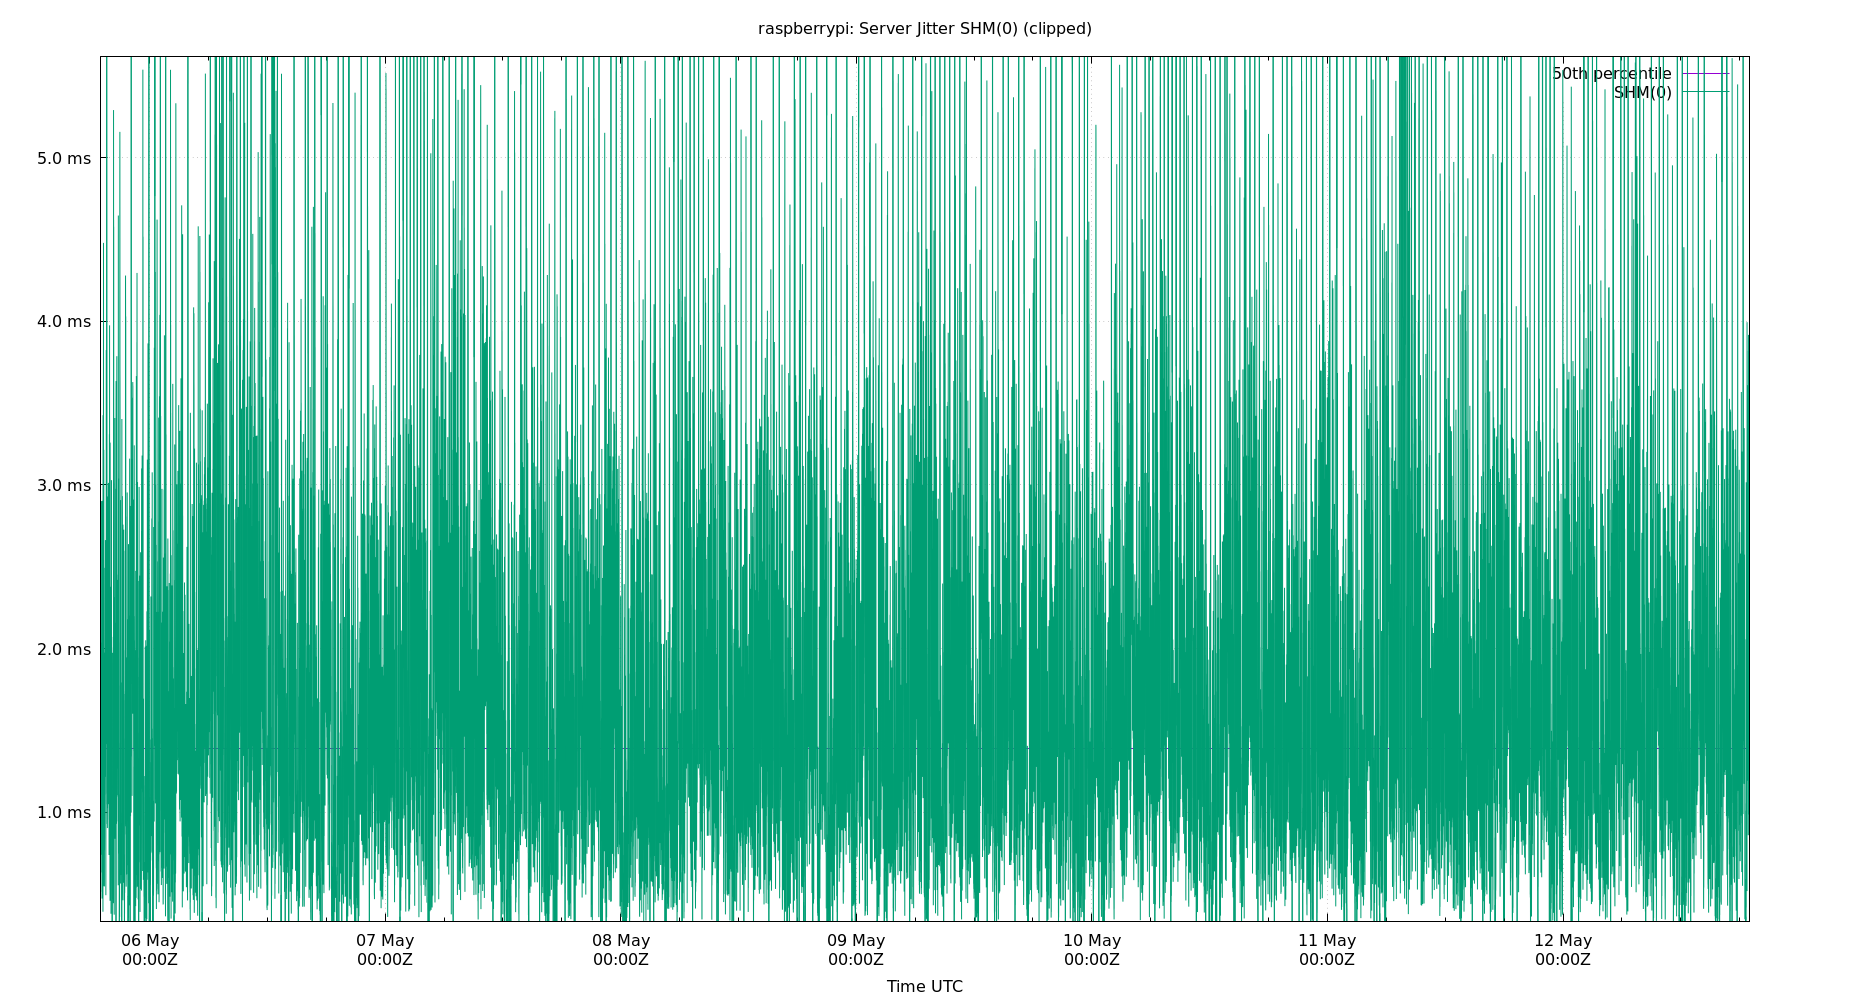 raspberrypi: Server Jitter SHM(0) (clipped)
50th percentile
SHM(0)
5.0 ms
4.0 ms
3.0 ms
2.0 ms
1.0 ms
06 May 07 May 08 May 09 May 10 May 11 May 12 May
00:00Z 00:00Z 00:00Z 00:00Z 00:00Z 00:00Z 00:00Z
Time UTC